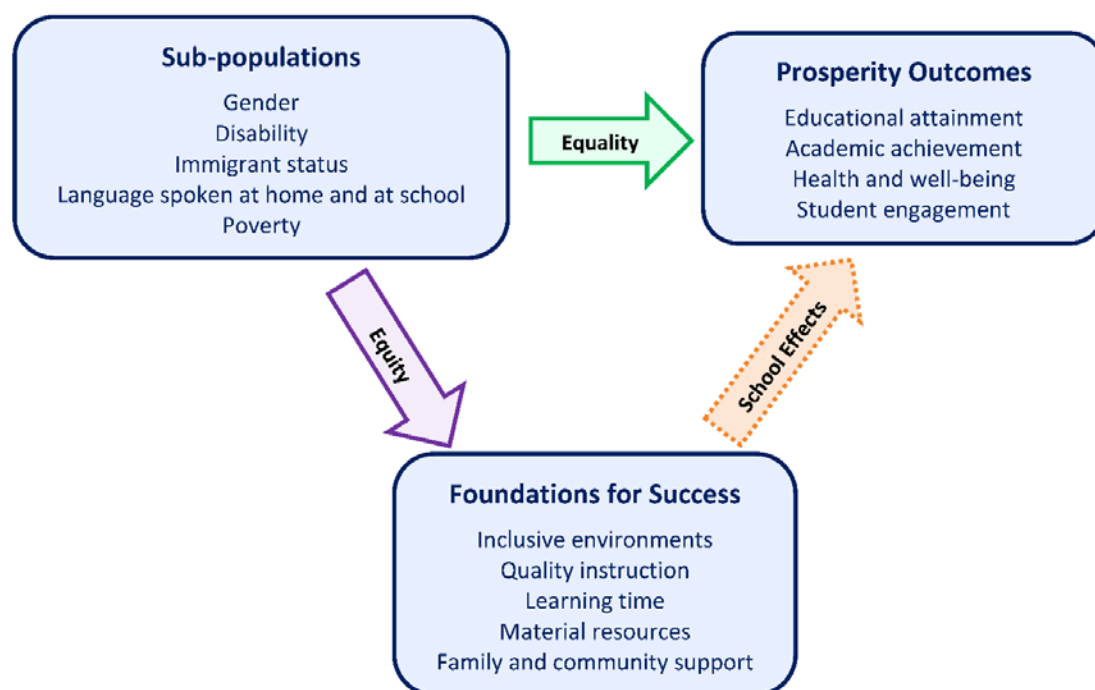 Sub-populations
Gender
Disability
Immigrant status
Language spoken at home and at school
Poverty
Equality
Prosperity Outcomes
Educational attainment
Academic achievement
Health and well-being
Student engagement
Equity
School Effects
Foundations for Success
Inclusive environments
Quality instruction
Learning time
Material resources
Family and community support